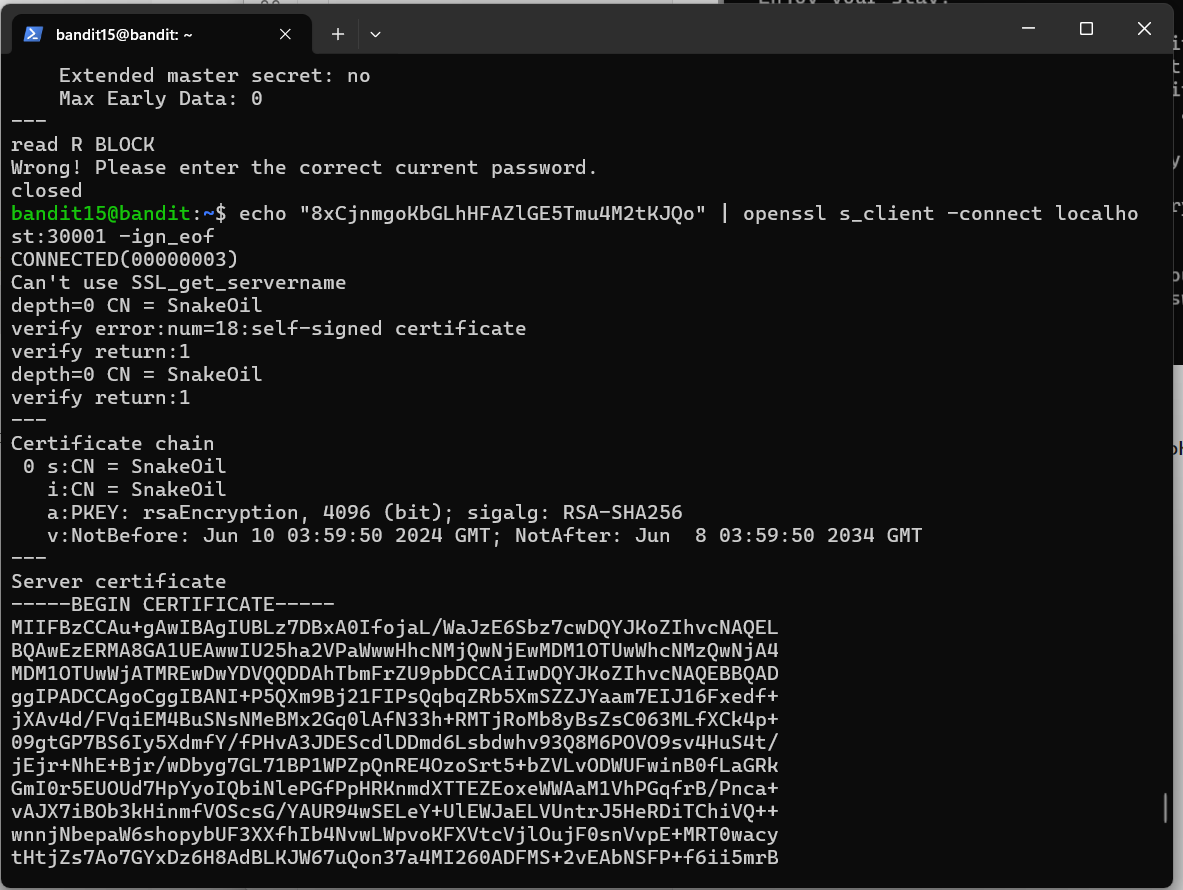 Enjoy your stay.
bandit15@bandit: ~
    Extended master secret: no
    Max Early Data: 0
---
read R BLOCK
Wrong! Please enter the correct current password.
closed
bandit15@bandit:~$ echo "8xCjnmgoKbGLhHFAZlGE5Tmu4M2tKJQo" | openssl s_client -connect localho
st:30001 -ign_eof
CONNECTED(00000003)
Can't use SSL_get_servername
depth=0 CN = SnakeOil
verify error:num=18:self-signed certificate
verify return:1
depth=0 CN = SnakeOil
verify return:1
---
Certificate chain
 0 s:CN = SnakeOil
   i:CN = SnakeOil
   a:PKEY: rsaEncryption, 4096 (bit); sigalg: RSA-SHA256
   v:NotBefore: Jun 10 03:59:50 2024 GMT; NotAfter: Jun  8 03:59:50 2034 GMT
---
Server certificate
-----BEGIN CERTIFICATE-----
MIIFBzCCAu+gAwIBAgIUBLz7DBxA0IfojaL/WaJzE6Sbz7cwDQYJKoZIhvcNAQEL
BQAwEzERMA8GA1UEAwwIU25ha2VPaWwwHhcNMjQwNjEwMDM1OTUwWhcNMzQwNjA4
MDM1OTUwWjATMREwDwYDVQQDDAhTbmFrZU9pbDCCAiIwDQYJKoZIhvcNAQEBBQAD
ggIPADCCAgoCggIBANI+P5QXm9Bj21FIPsQqbqZRb5XmSZZJYaam7EIJ16Fxedf+
jXAv4d/FVqiEM4BuSNsNMeBMx2Gq0lAfN33h+RMTjRoMb8yBsZsC063MLfXCk4p+
09gtGP7BS6Iy5XdmfY/fPHvA3JDEScdlDDmd6Lsbdwhv93Q8M6POVO9sv4HuS4t/
jEjr+NhE+Bjr/wDbyg7GL71BP1WPZpQnRE4OzoSrt5+bZVLvODWUFwinB0fLaGRk
GmI0r5EUOUd7HpYyoIQbiNlePGfPpHRKnmdXTTEZEoxeWWAaM1VhPGqfrB/Pnca+
vAJX7iBOb3kHinmfVOScsG/YAUR94wSELeY+UlEWJaELVUntrJ5HeRDiTChiVQ++
wnnjNbepaW6shopybUF3XXfhIb4NvwLWpvoKFXVtcVjlOujF0snVvpE+MRT0wacy
tHtjZs7Ao7GYxDz6H8AdBLKJW67uQon37a4MI260ADFMS+2vEAbNSFP+f6ii5mrB